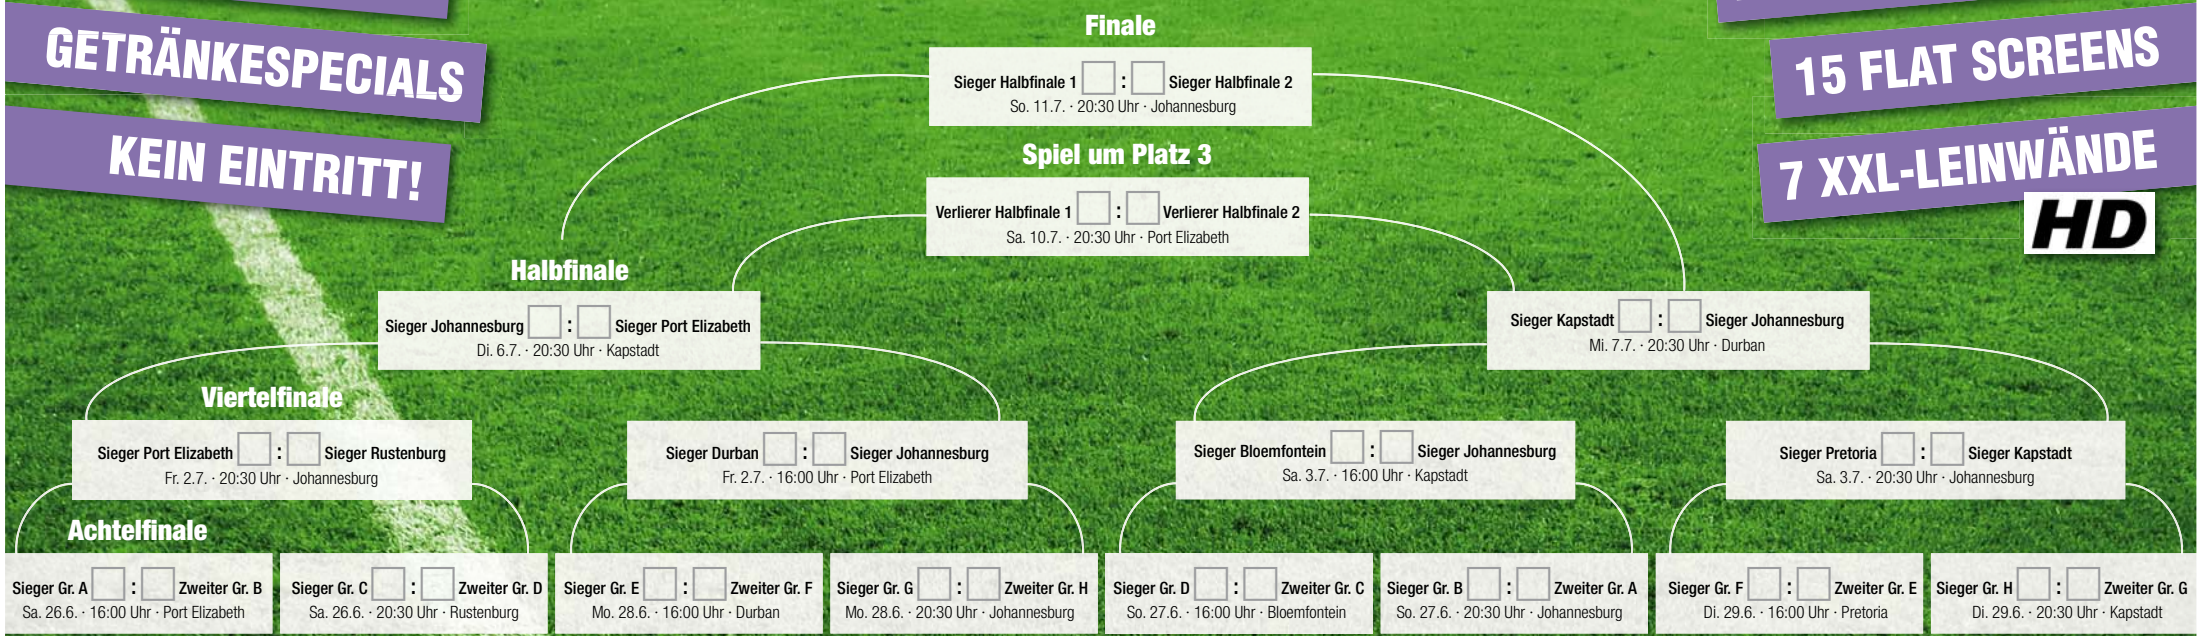 GETRÄNKESPECIALS
KEIN EINTRITT!
15 FLAT SCREENS
7 XXL-LEINWÄNDE
HD
Finale
Sieger Halbfinale 1 : Sieger Halbfinale 2
So. 11.7. · 20:30 Uhr · Johannesburg
Spiel um Platz 3
Verlierer Halbfinale 1 : Verlierer Halbfinale 2
Sa. 10.7. · 20:30 Uhr · Port Elizabeth
Halbfinale
Sieger Johannesburg : Sieger Port Elizabeth
Di. 6.7. · 20:30 Uhr · Kapstadt
Sieger Kapstadt : Sieger Johannesburg
Mi. 7.7. · 20:30 Uhr · Durban
Viertelfinale
Sieger Port Elizabeth : Sieger Rustenburg
Fr. 2.7. · 20:30 Uhr · Johannesburg
Sieger Durban : Sieger Johannesburg
Fr. 2.7. · 16:00 Uhr · Port Elizabeth
Sieger Bloemfontein : Sieger Johannesburg
Sa. 3.7. · 16:00 Uhr · Kapstadt
Sieger Pretoria : Sieger Kapstadt
Sa. 3.7. · 20:30 Uhr · Johannesburg
Achtelfinale
Sieger Gr. A : Zweiter Gr. B
Sa. 26.6. · 16:00 Uhr · Port Elizabeth
Sieger Gr. C : Zweiter Gr. D
Sa. 26.6. · 20:30 Uhr · Rustenburg
Sieger Gr. E : Zweiter Gr. F
Mo. 28.6. · 16:00 Uhr · Durban
Sieger Gr. G : Zweiter Gr. H
Mo. 28.6. · 20:30 Uhr · Johannesburg
Sieger Gr. D : Zweiter Gr. C
So. 27.6. · 16:00 Uhr · Bloemfontein
Sieger Gr. B : Zweiter Gr. A
So. 27.6. · 20:30 Uhr · Johannesburg
Sieger Gr. F : Zweiter Gr. E
Di. 29.6. · 16:00 Uhr · Pretoria
Sieger Gr. H : Zweiter Gr. G
Di. 29.6. · 20:30 Uhr · Kapstadt